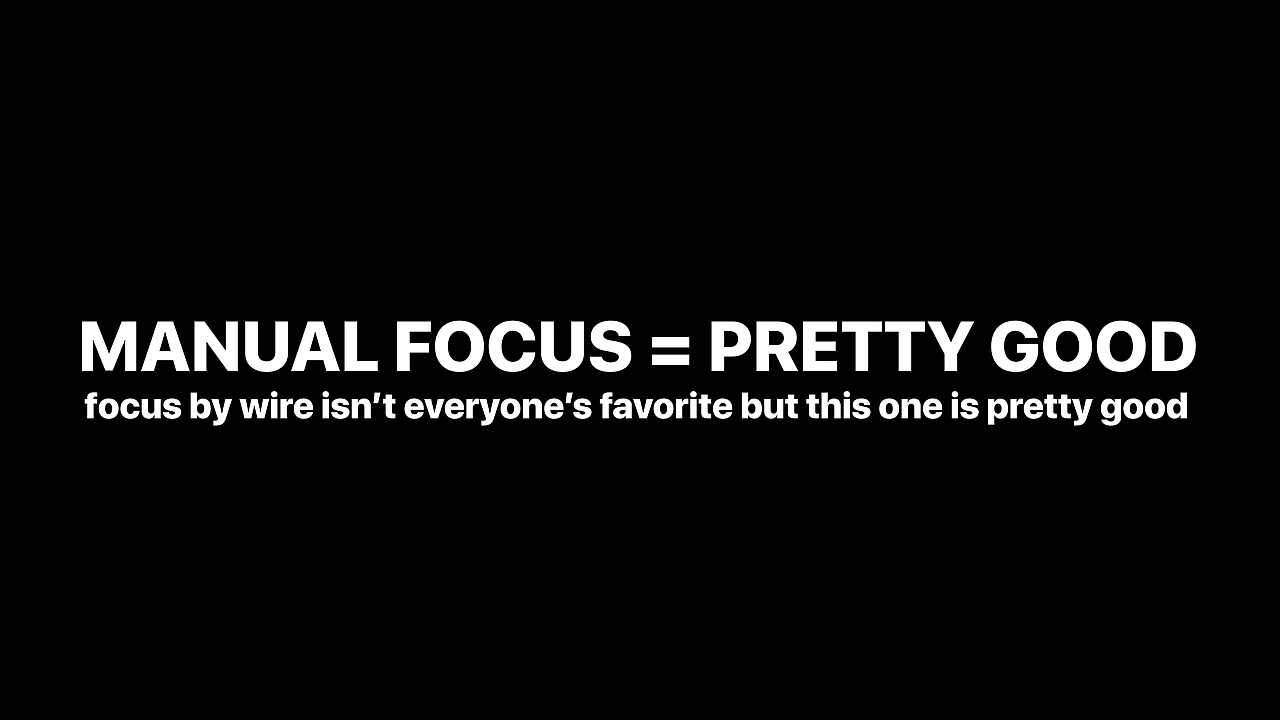 MANUAL FOCUS = PRETTY GOOD
focus by wire isn’t everyone’s favorite but this one is pretty good